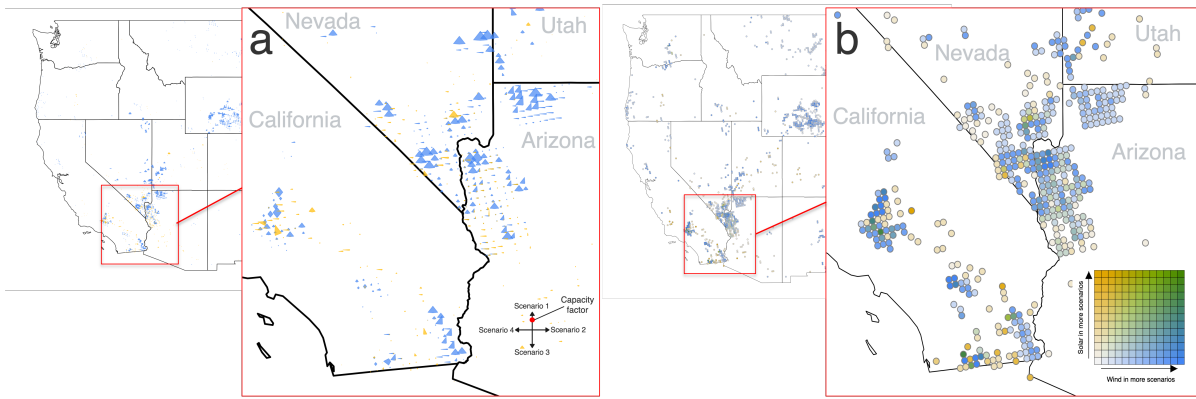 a
Nevada
Utah
California
Arizona
Scenario 1
Capacity
factor
Scenario 4
Scenario 2
Scenario 3
b
Nevada
Utah
California
Arizona
Solar in more scenarios
Wind in more scenarios